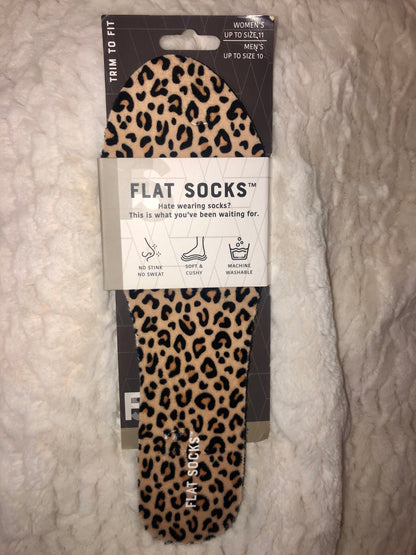 TRIM TO FIT
WOMEN'S
UP TO SIZE 11
MEN'S
UP TO SIZE 10
FLAT SOCKS™
Hate wearing socks?
This is what you've been waiting for.
NO STINK
NO SWEAT
SOFT &
CUSHY
MACHINE
WASHABLE
FLAT SOCKS™